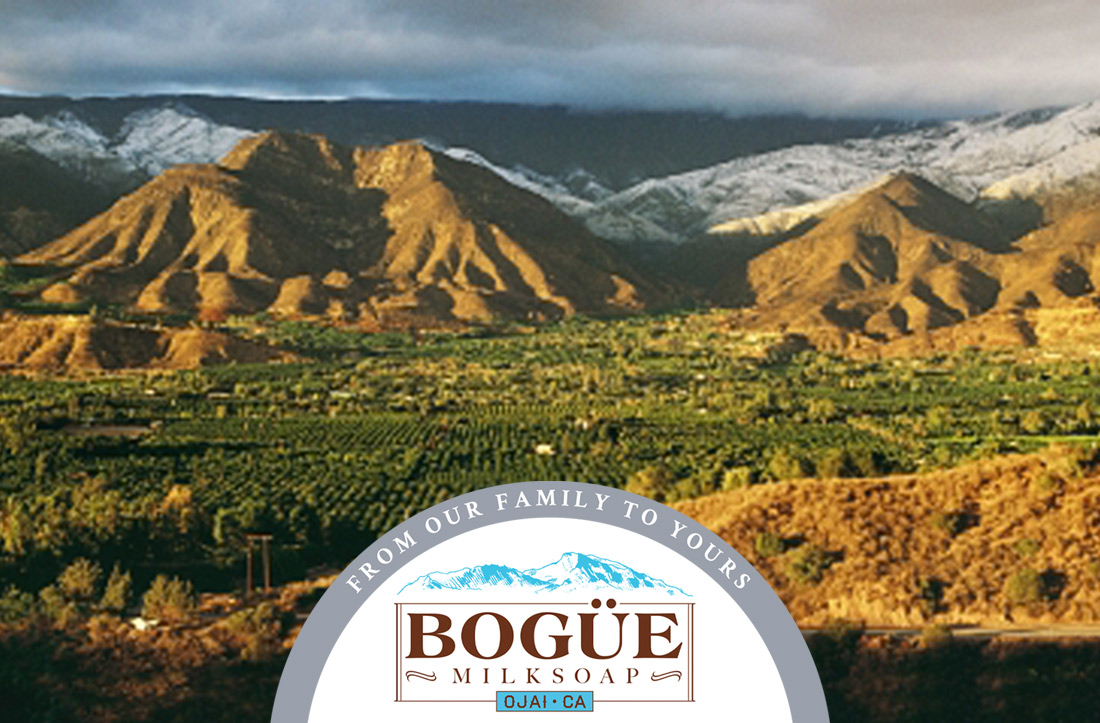 FROM OUR FAMILY TO YOURS
BOGÜE
MILKSOAP
OJAI · CA